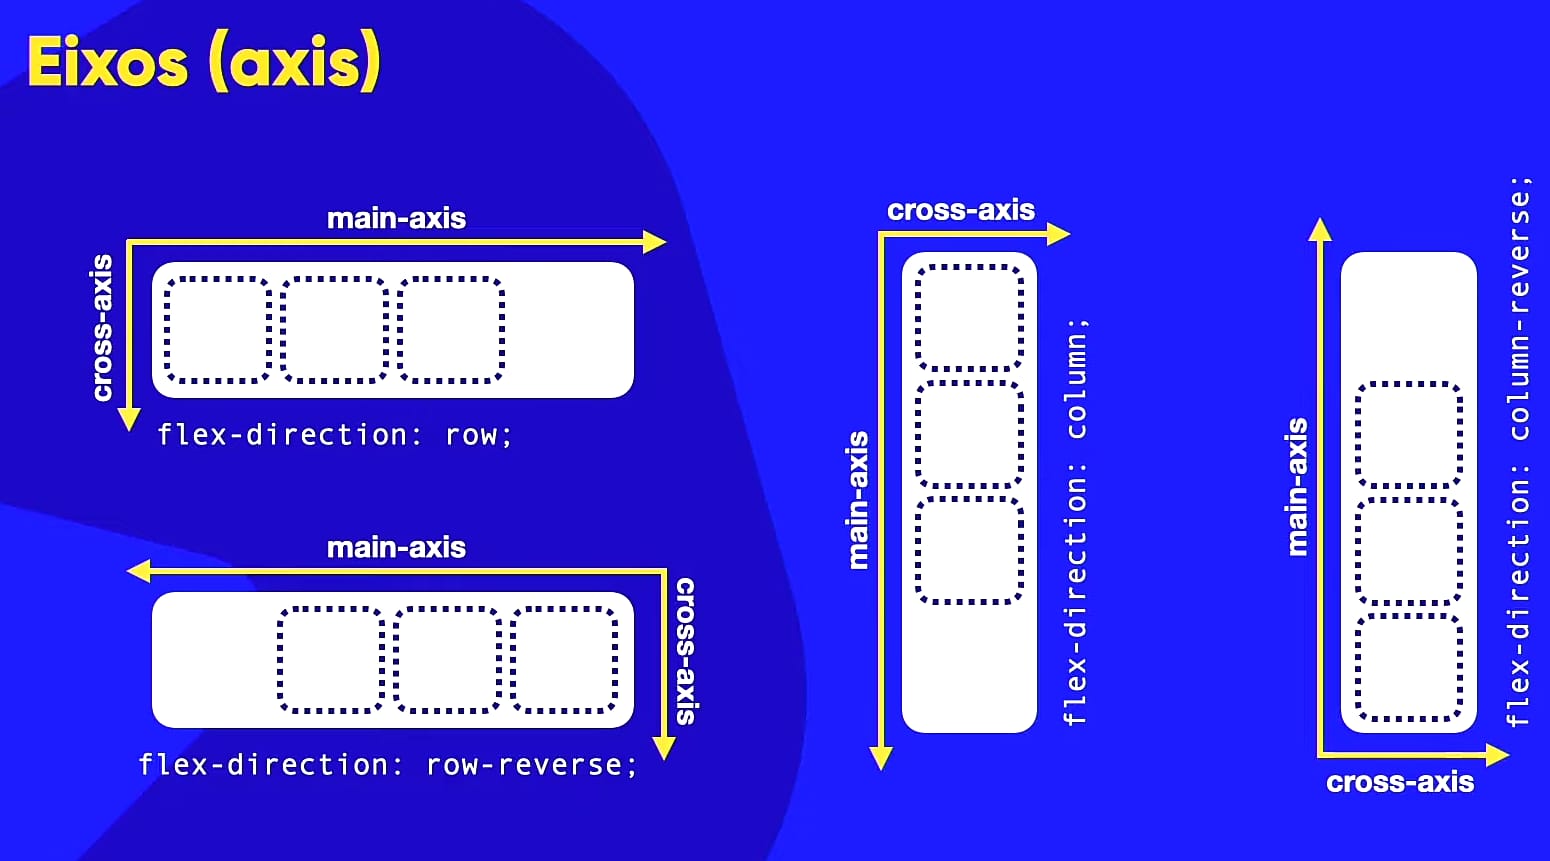 Eixos (axis)
main-axis
cross-axis
flex-direction: row;
main-axis
cross-axis
flex-direction: row-reverse;
cross-axis
main-axis
flex-direction: column;
main-axis
cross-axis
flex-direction: column-reverse;